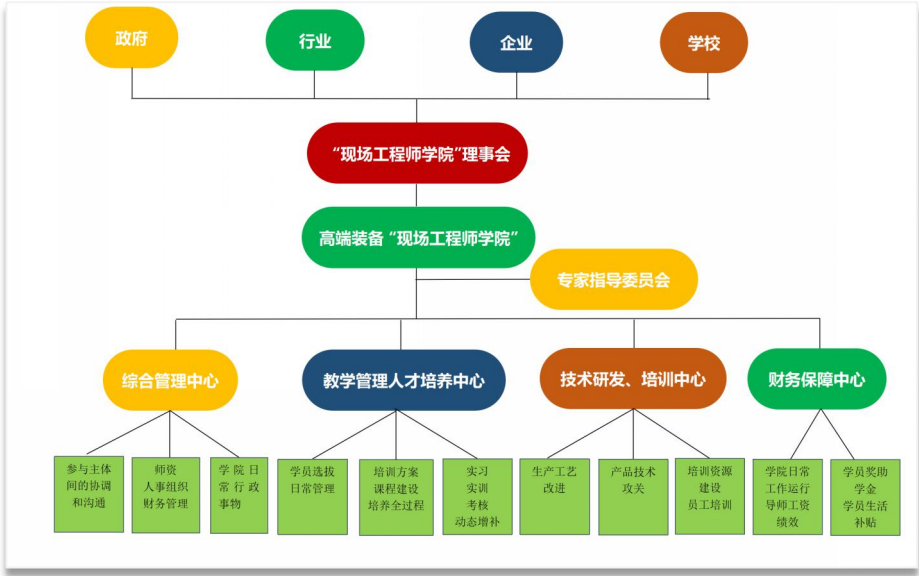 政府
行业
企业
学校
“现场工程师学院”理事会
高端装备“现场工程师学院”
专家指导委员会
综合管理中心
教学管理人才培养中心
技术研发、培训中心
财务保障中心
参与主体
间的协调
和沟通
师资
人事组织
财务管理
学院日
常行政
事物
学员选拔
日常管理
培训方案
课程建设
培养全过程
实习
实训
考核
动态增补
生产工艺
改进
产品技术
攻关
培训资源
建设
员工培训
学院日常
工作运行
导师工资
绩效
学员奖助
学金
学员生活
补贴